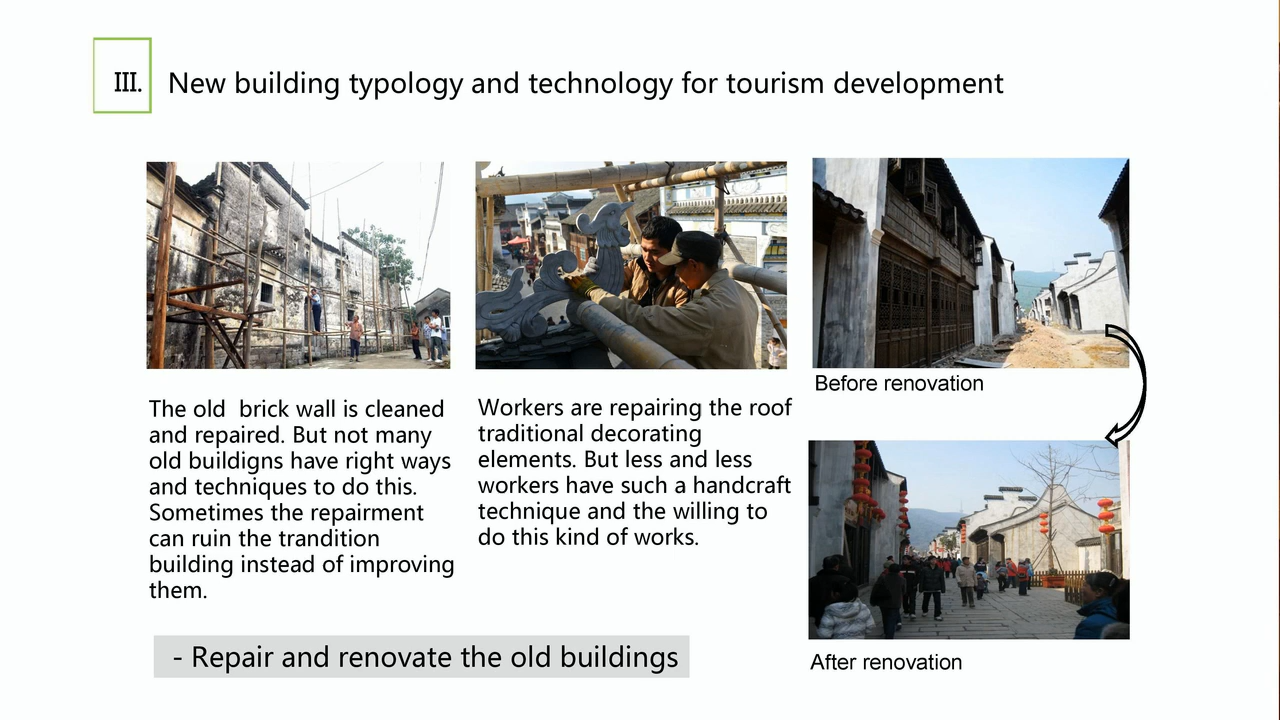 III. New building typology and technology for tourism development
The old brick wall is cleaned
and repaired. But not many
old buildigns have right ways
and techniques to do this.
Sometimes the repairment
can ruin the trandition
building instead of improving
them.
Workers are repairing the roof
traditional decorating
elements. But less and less
workers have such a handcraft
technique and the willing to
do this kind of works.
Before renovation
After renovation
- Repair and renovate the old buildings